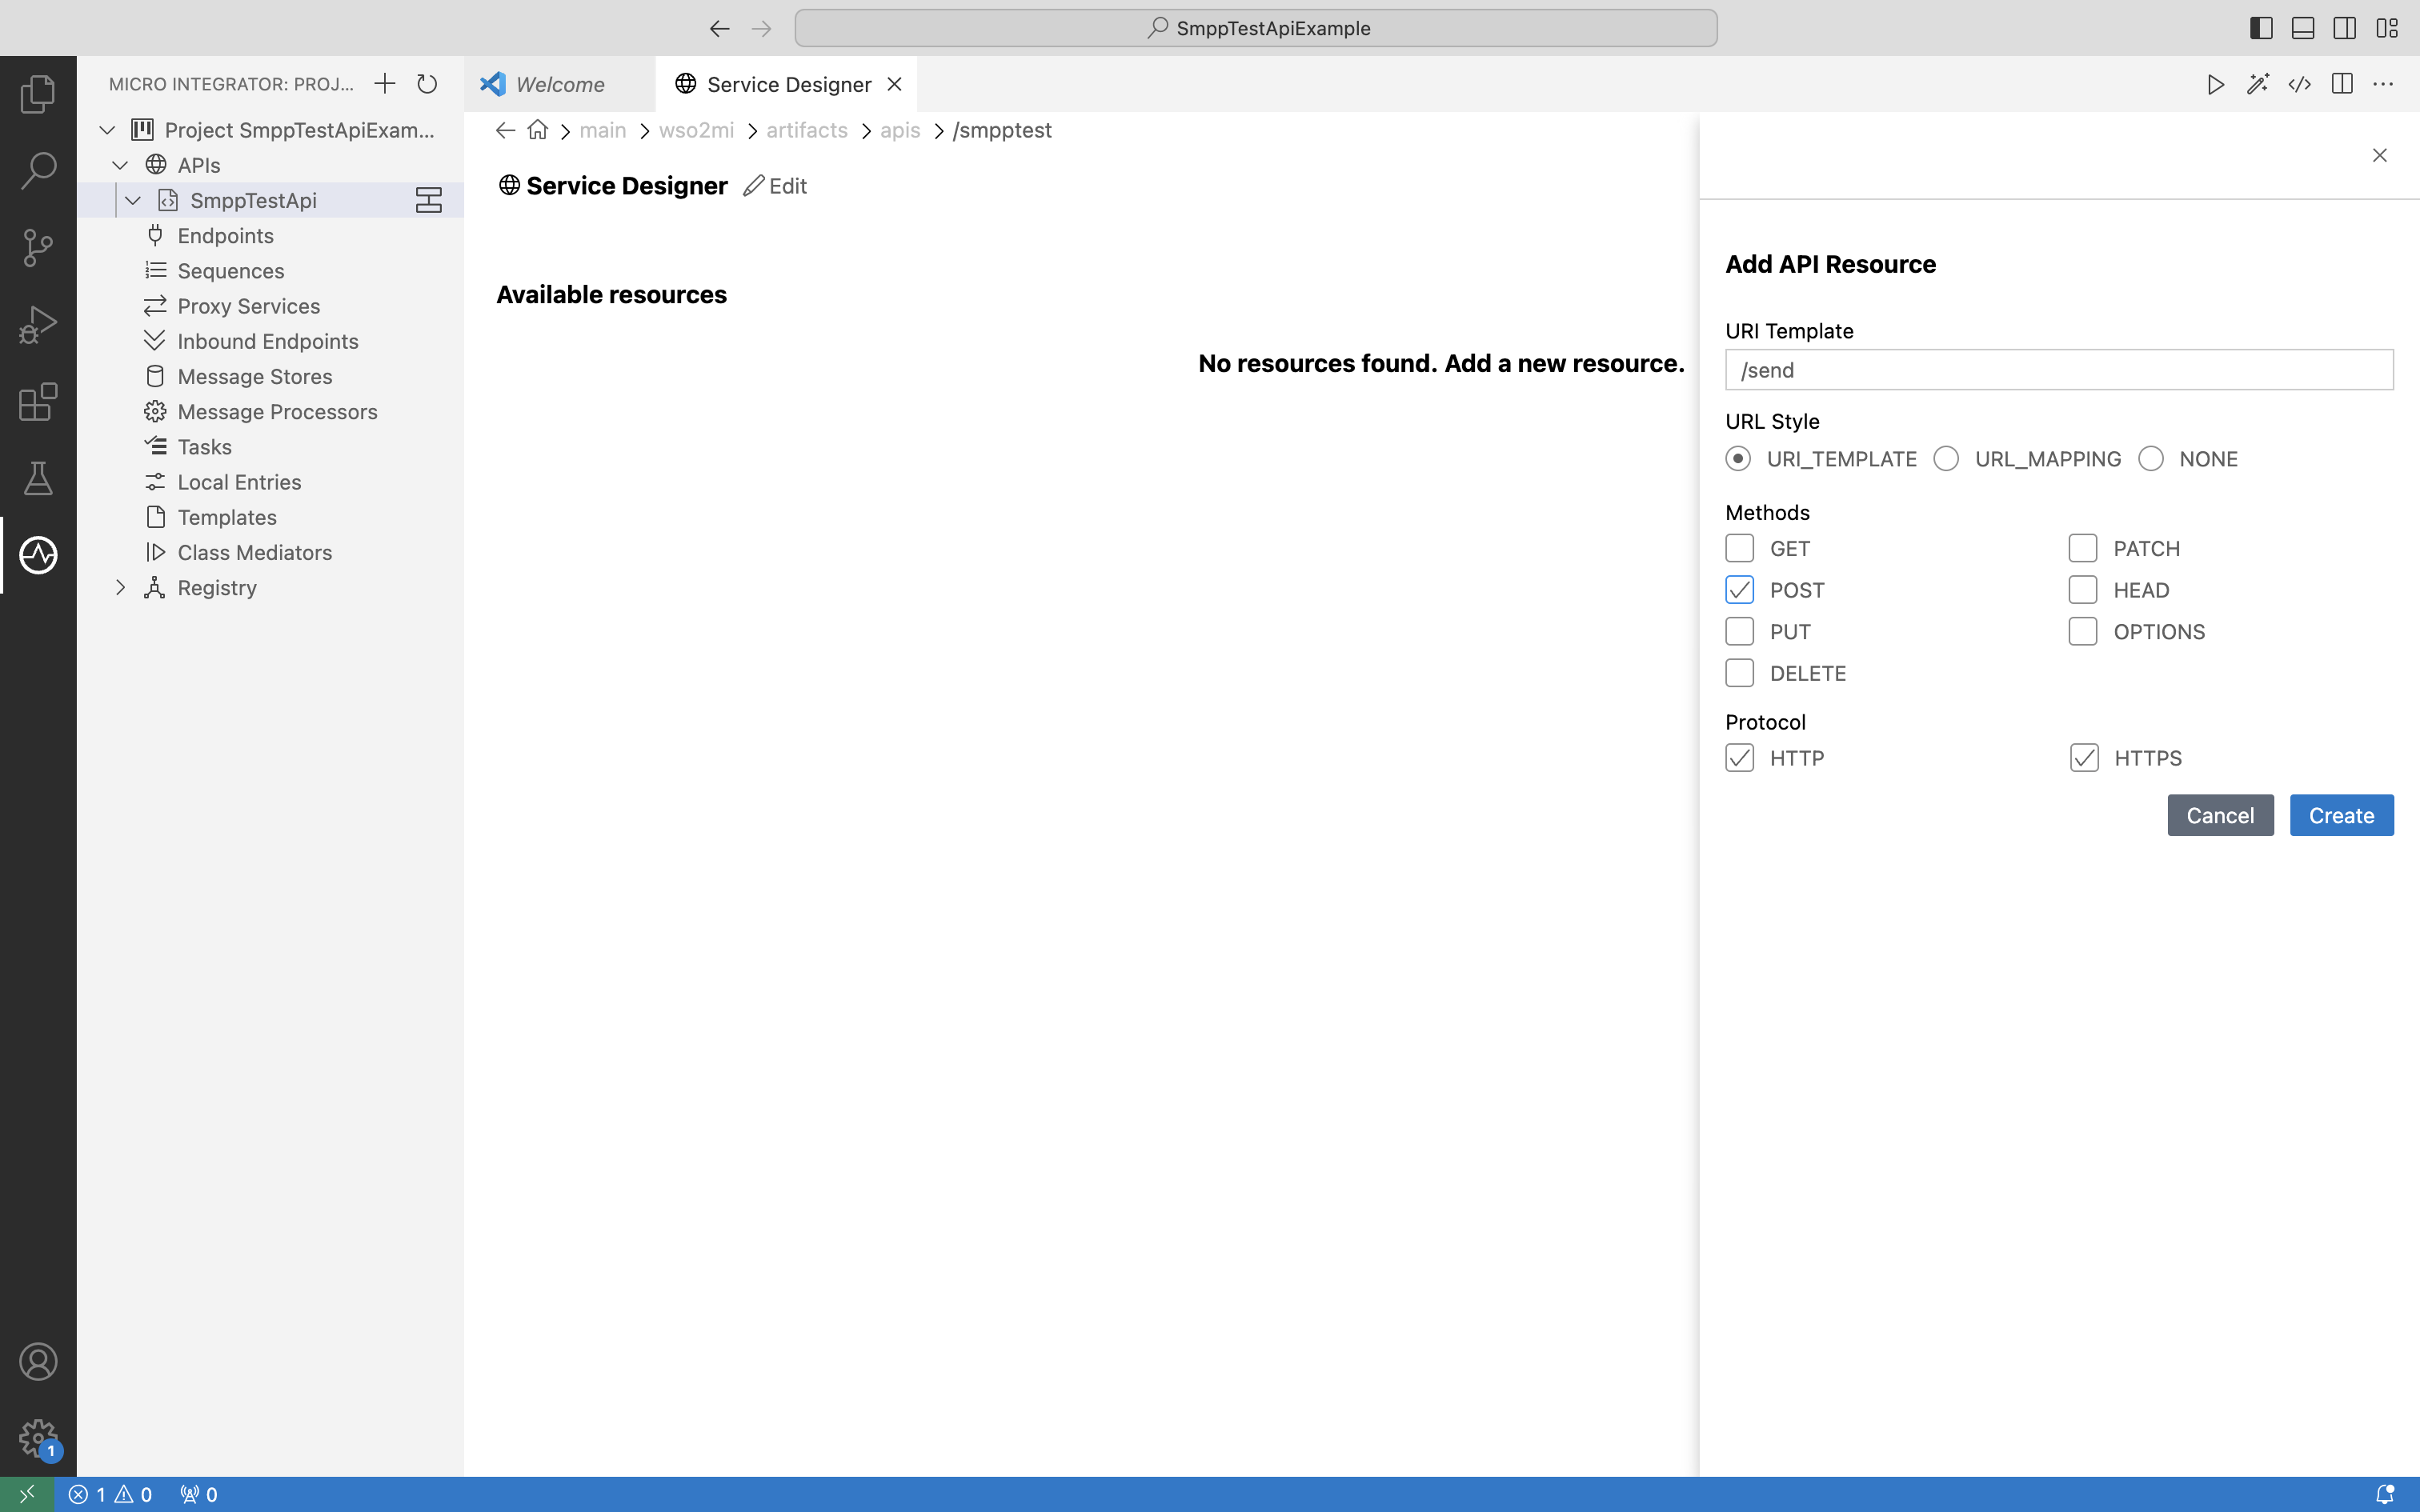 SmppTestApiExample
MICRO INTEGRATOR: PROJ...
Project SmppTestApiExam...
APIs
SmppTestApi
Endpoints
Sequences
Proxy Services
Inbound Endpoints
Message Stores
Message Processors
Tasks
Local Entries
Templates
Class Mediators
Registry
Welcome
Service Designer
main > wso2mi > artifacts > apis > /smpptest
Service Designer Edit
Available resources
No resources found. Add a new resource.
Add API Resource
URI Template
/send
URL Style
URI_TEMPLATE URL_MAPPING NONE
Methods
GET PATCH
POST HEAD
PUT OPTIONS
DELETE
Protocol
HTTP HTTPS
Cancel Create
1
1 0 0